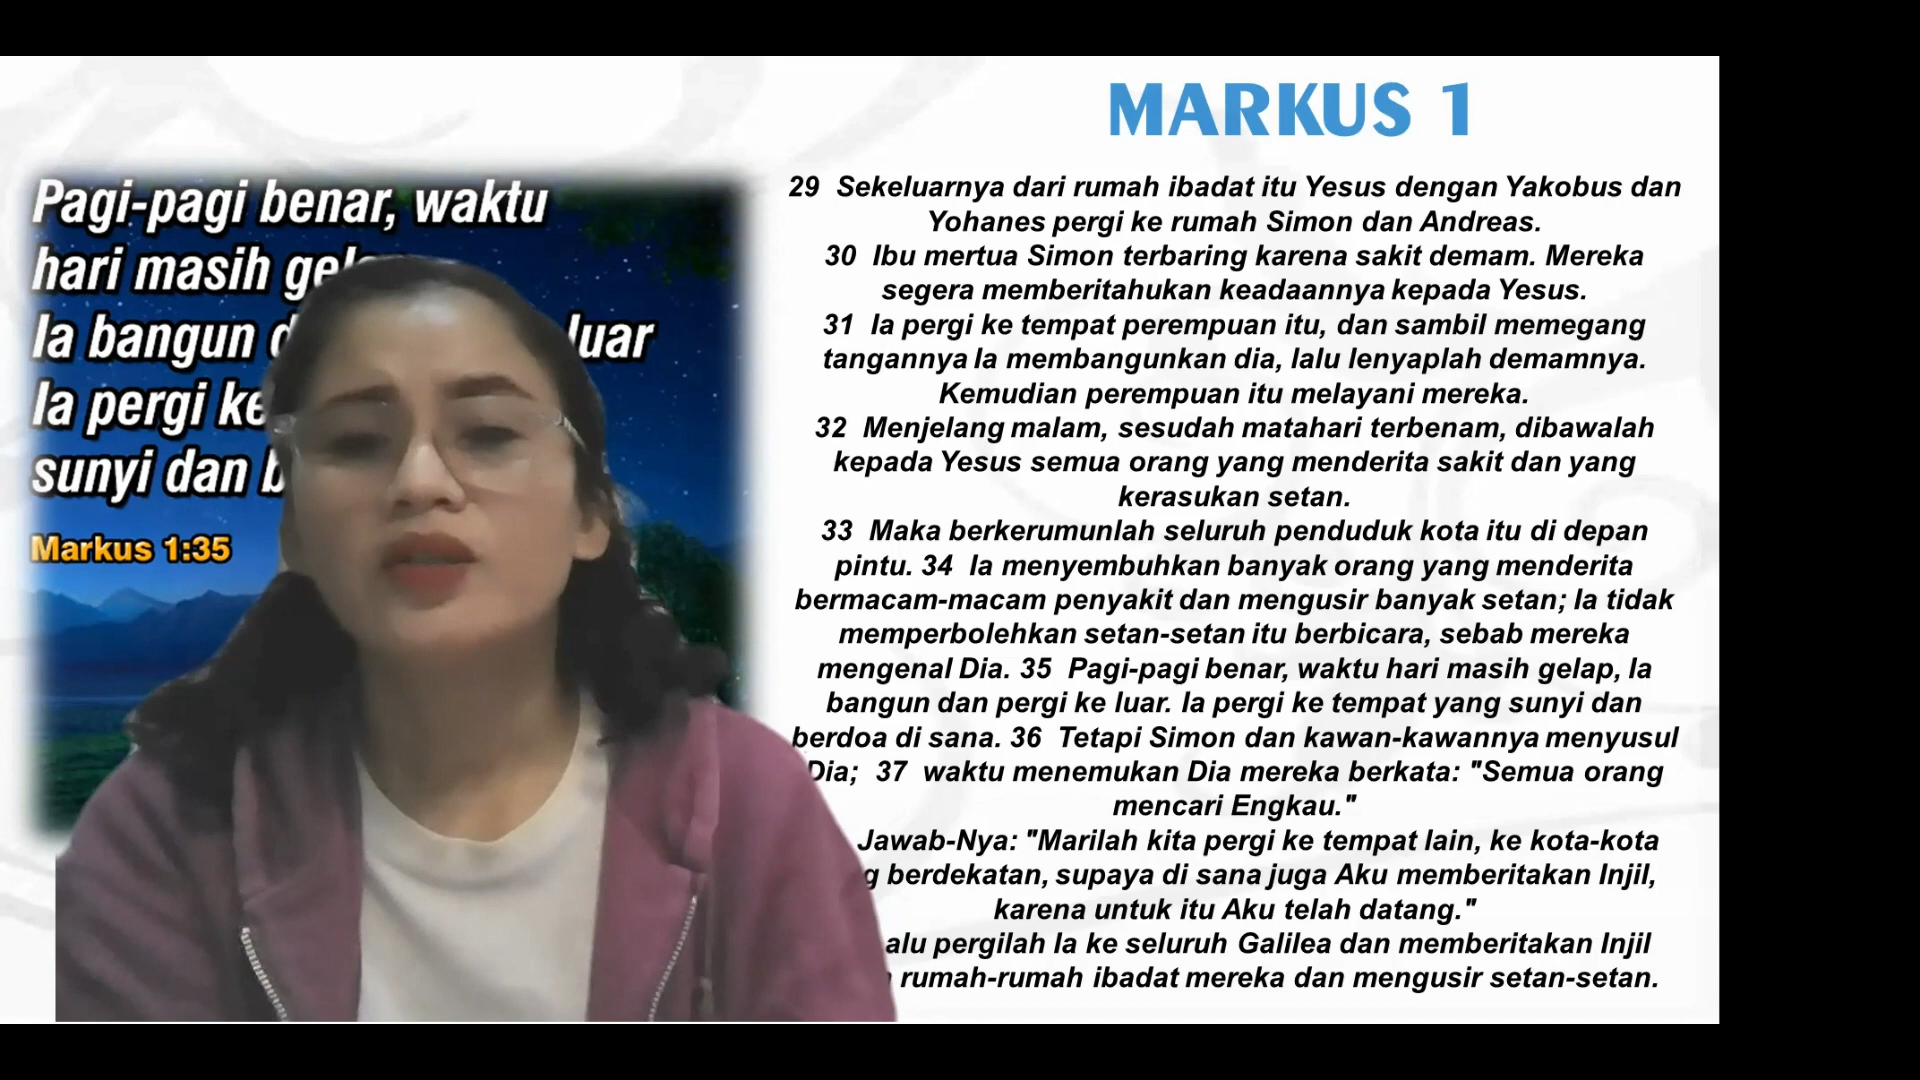 Pagi-pagi benar, waktu
hari masih
Ia bangun luar
Ia pergi ke
sunyi dan
Markus 1:35
MARKUS 1
29 Sekeluarnya dari rumah ibadat itu Yesus dengan Yakobus dan
Yohanes pergi ke rumah Simon dan Andreas.
30 Ibu mertua Simon terbaring karena sakit demam. Mereka
segera memberitahukan keadaannya kepada Yesus.
31 Ia pergi ke tempat perempuan itu, dan sambil memegang
tangannya Ia membangunkan dia, lalu lenyaplah demamnya.
Kemudian perempuan itu melayani mereka.
32 Menjelang malam, sesudah matahari terbenam, dibawalah
kepada Yesus semua orang yang menderita sakit dan yang
kerasukan setan.
33 Maka berkerumunlah seluruh penduduk kota itu di depan
pintu. 34 Ia menyembuhkan banyak orang yang menderita
bermacam-macam penyakit dan mengusir banyak setan; Ia tidak
memperbolehkan setan-setan itu berbicara, sebab mereka
mengenal Dia. 35 Pagi-pagi benar, waktu hari masih gelap, Ia
bangun dan pergi ke luar. Ia pergi ke tempat yang sunyi dan
berdoa di sana. 36 Tetapi Simon dan kawan-kawannya menyusul
Dia; 37 waktu menemukan Dia mereka berkata: "Semua orang
mencari Engkau."
Jawab-Nya: "Marilah kita pergi ke tempat lain, ke kota-kota
berdekatan, supaya di sana juga Aku memberitakan Injil,
karena untuk itu Aku telah datang."
pergilah Ia ke seluruh Galilea dan memberitakan Injil
rumah-rumah ibadat mereka dan mengusir setan-setan.